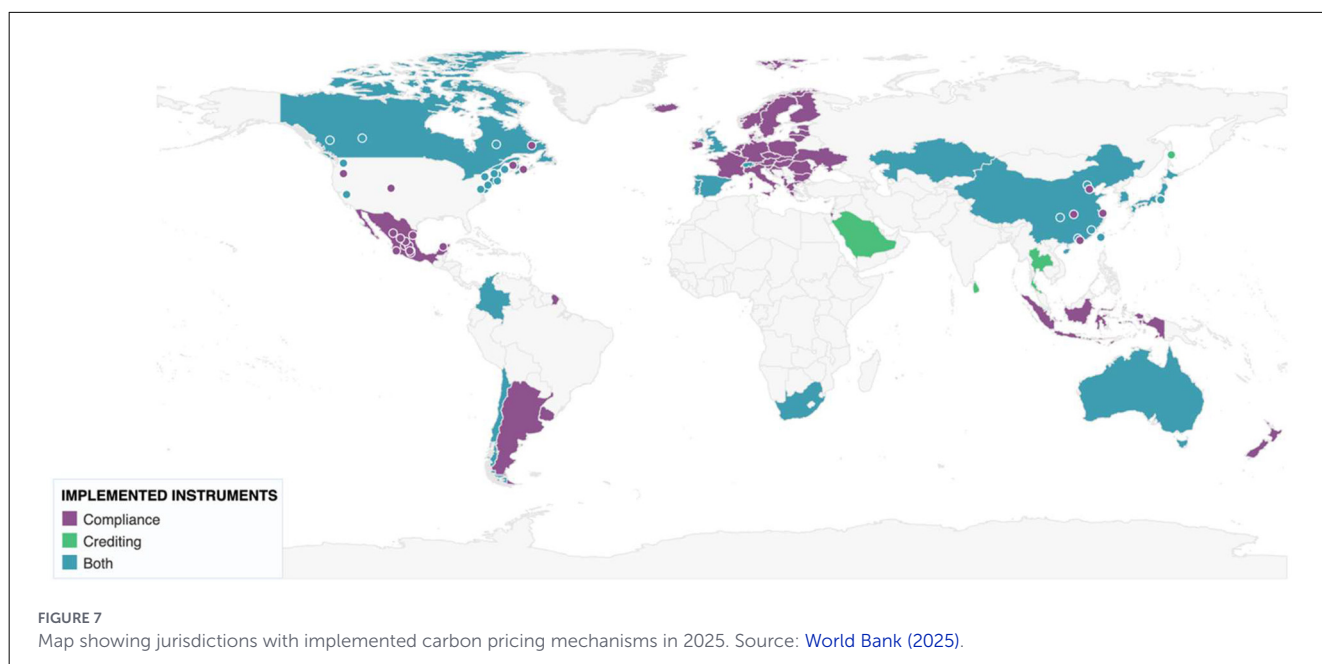 IMPLEMENTED INSTRUMENTS
Compliance
Crediting
Both
FIGURE 7
Map showing jurisdictions with implemented carbon pricing mechanisms in 2025. Source: World Bank (2025).